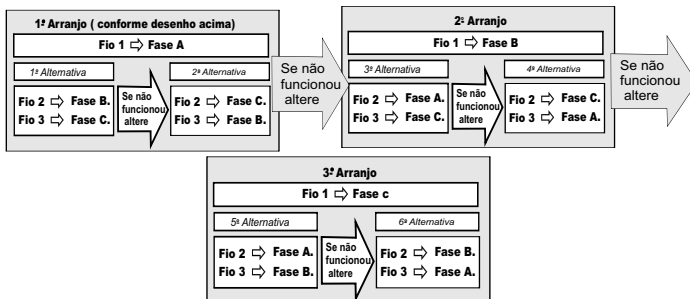 1ª Arranjo ( conforme desenho acima)
Fio 1 ⇨ Fase A
1ª Alternativa
Fio 2 ⇨ Fase B.
Fio 3 ⇨ Fase C.
Se não
funcionou
altere
2ª Alternativa
Fio 2 ⇨ Fase C.
Fio 3 ⇨ Fase B.
Se não
funcionou
altere
2ª Arranjo
Fio 1 ⇨ Fase B
3ª Alternativa
Fio 2 ⇨ Fase A.
Fio 3 ⇨ Fase C.
Se não
funcionou
altere
4ª Alternativa
Fio 2 ⇨ Fase C.
Fio 3 ⇨ Fase A.
Se não
funcionou
altere
3ª Arranjo
Fio 1 ⇨ Fase c
5ª Alternativa
Fio 2 ⇨ Fase A.
Fio 3 ⇨ Fase B.
Se não
funcionou
altere
6ª Alternativa
Fio 2 ⇨ Fase B.
Fio 3 ⇨ Fase A.